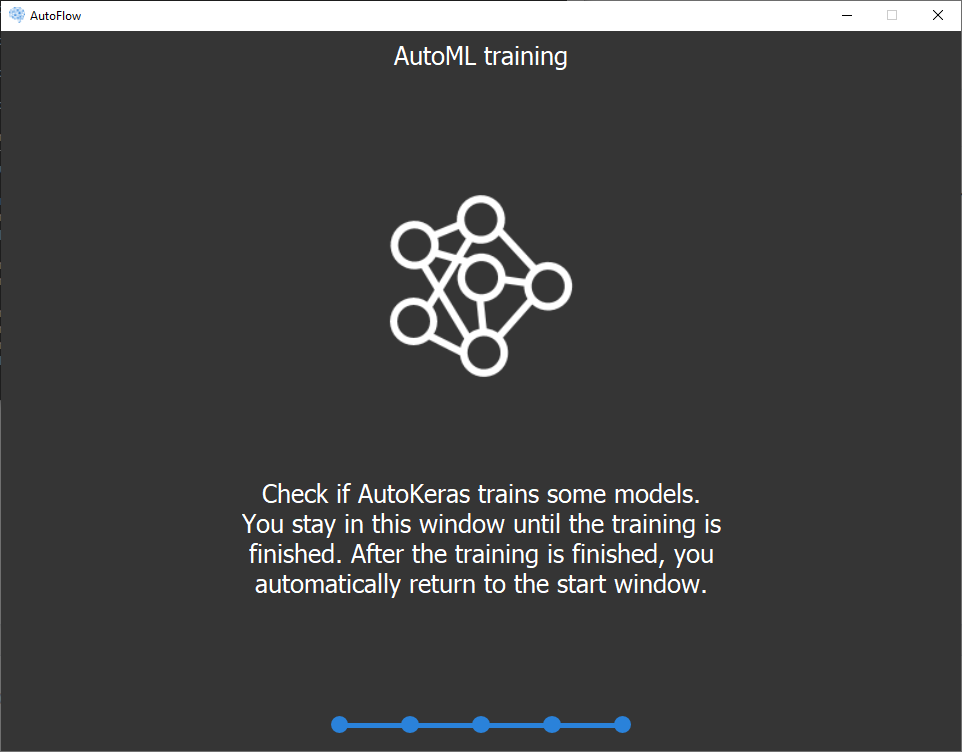 AutoFlow
AutoML training
Check if AutoKeras trains some models.
You stay in this window until the training is
finished. After the training is finished, you
automatically return to the start window.